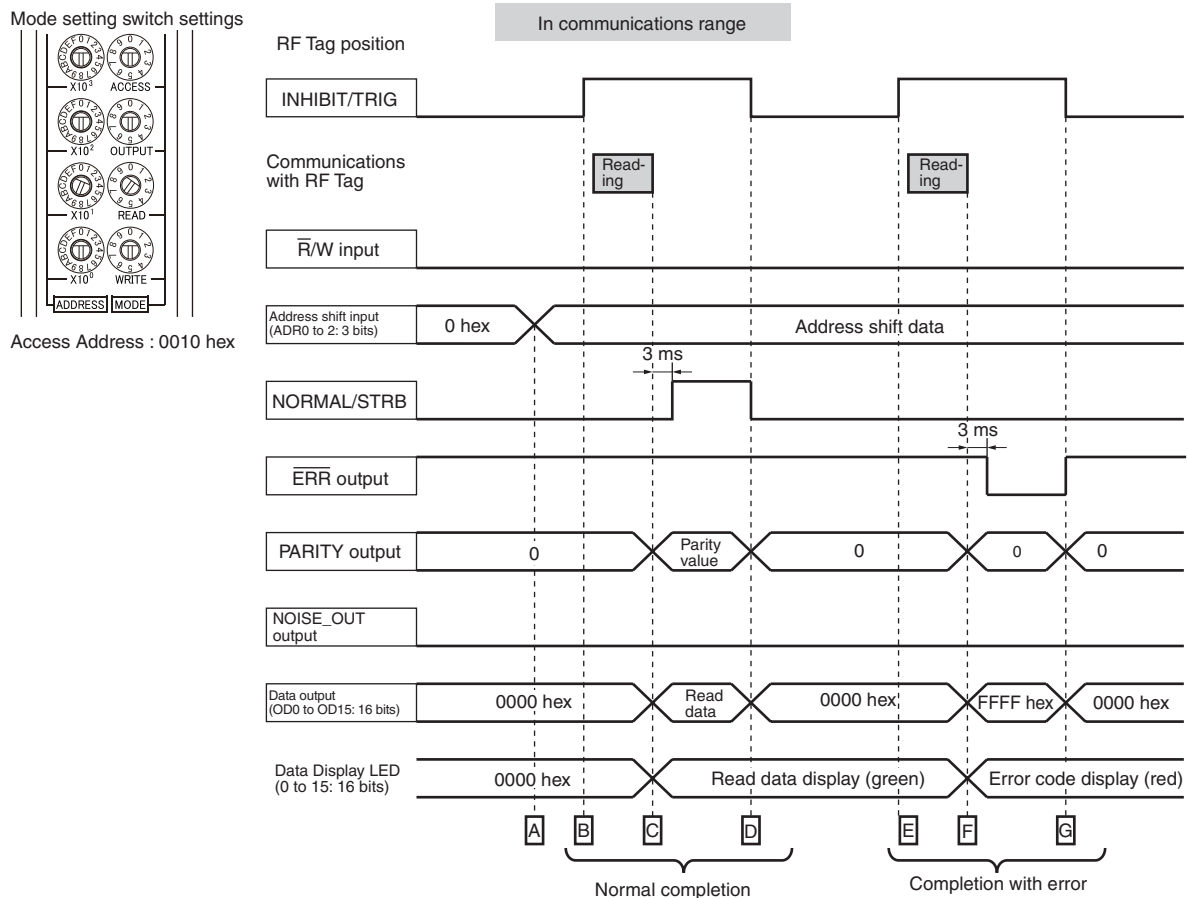 Mode setting switch settings
X10³ ACCESS
X10² OUTPUT
X10¹ READ
X10⁰ WRITE
ADDRESS MODE
Access Address : 0010 hex
In communications range
RF Tag position
INHIBIT/TRIG
Communications
with RF Tag
Read-
ing
Read-
ing
R̅/W input
Address shift input
(ADR0 to 2: 3 bits)
0 hex
Address shift data
3 ms
NORMAL/STRB
3 ms
E̅R̅R̅ output
PARITY output
0
Parity
value
0
0
0
NOISE_OUT
output
Data output
(OD0 to OD15: 16 bits)
0000 hex
Read
data
0000 hex
FFFF hex
0000 hex
Data Display LED
(0 to 15: 16 bits)
0000 hex
Read data display (green)
Error code display (red)
A B C D E F G
Normal completion
Completion with error